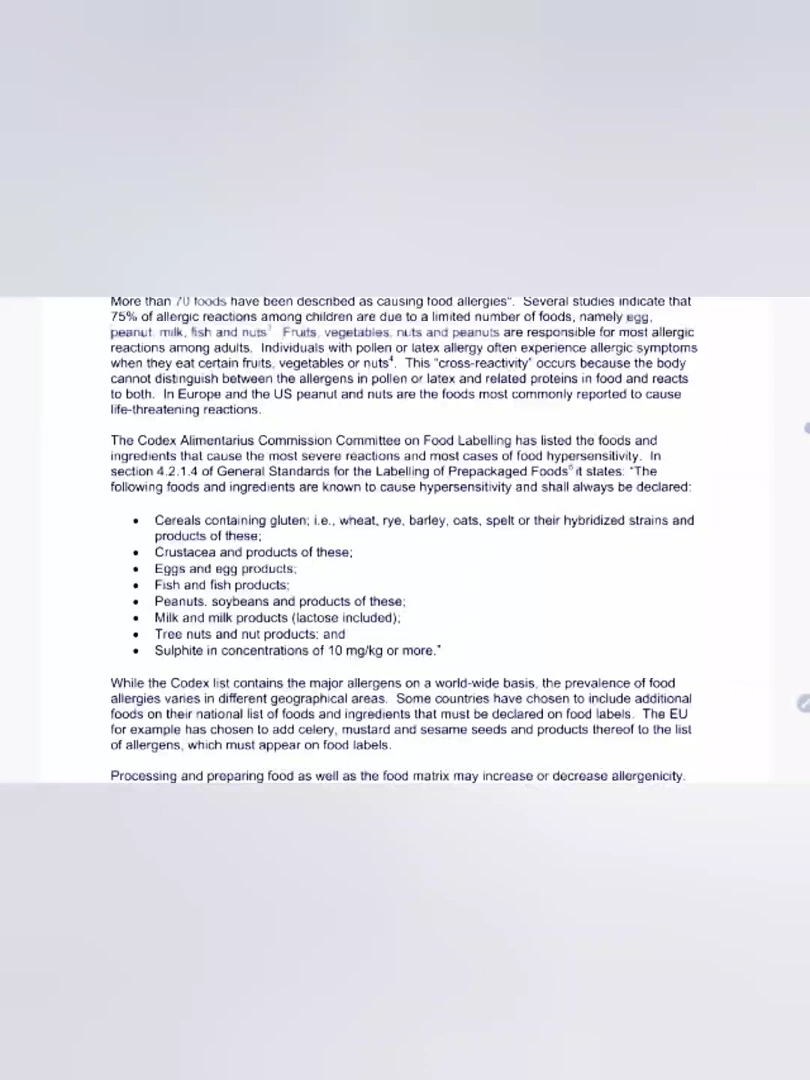 More than 70 foods have been described as causing food allergies". Several studies indicate that
75% of allergic reactions among children are due to a limited number of foods, namely egg,
peanut, milk, fish and nuts³ Fruits, vegetables, nuts and peanuts are responsible for most allergic
reactions among adults. Individuals with pollen or latex allergy often experience allergic symptoms
when they eat certain fruits, vegetables or nuts⁴. This "cross-reactivity" occurs because the body
cannot distinguish between the allergens in pollen or latex and related proteins in food and reacts
to both. In Europe and the US peanut and nuts are the foods most commonly reported to cause
life-threatening reactions.
The Codex Alimentarius Commission Committee on Food Labelling has listed the foods and
ingredients that cause the most severe reactions and most cases of food hypersensitivity. In
section 4.2.1.4 of General Standards for the Labelling of Prepackaged Foods it states: "The
following foods and ingredients are known to cause hypersensitivity and shall always be declared:
• Cereals containing gluten; i.e., wheat, rye, barley, oats, spelt or their hybridized strains and
products of these;
• Crustacea and products of these;
• Eggs and egg products;
• Fish and fish products;
• Peanuts, soybeans and products of these;
• Milk and milk products (lactose included);
• Tree nuts and nut products; and
• Sulphite in concentrations of 10 mg/kg or more."
While the Codex list contains the major allergens on a world-wide basis, the prevalence of food
allergies varies in different geographical areas. Some countries have chosen to include additional
foods on their national list of foods and ingredients that must be declared on food labels. The EU
for example has chosen to add celery, mustard and sesame seeds and products thereof to the list
of allergens, which must appear on food labels.
Processing and preparing food as well as the food matrix may increase or decrease allergenicity.